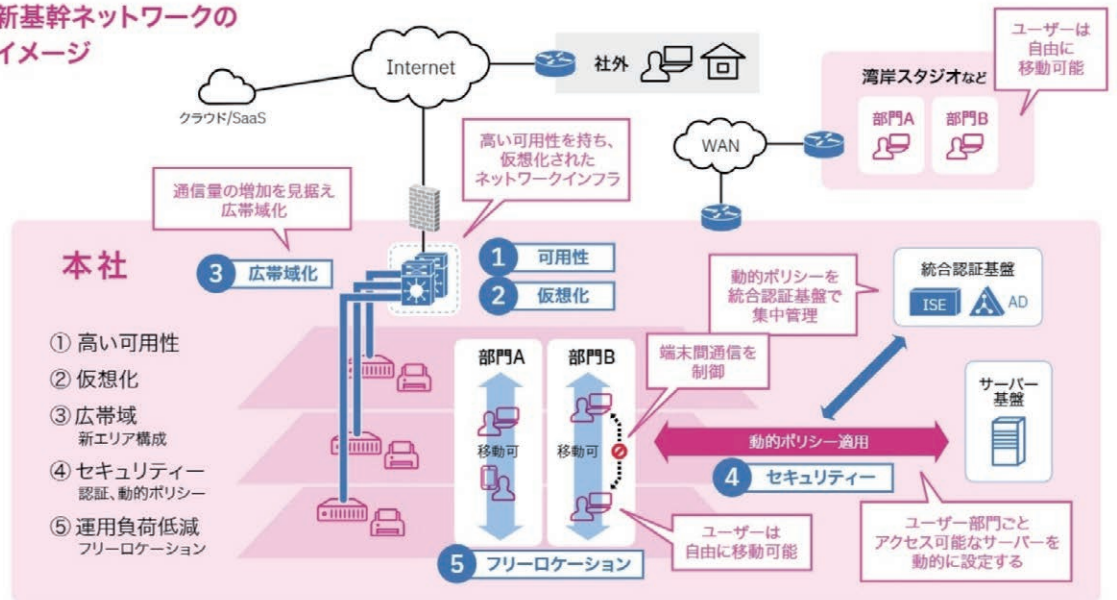 新基幹ネットワークの
イメージ
Internet
クラウド/SaaS
社外
WAN
湾岸スタジオなど
部門A
部門B
ユーザーは
自由に
移動可能
高い可用性を持ち、
仮想化された
ネットワークインフラ
通信量の増加を見据え
広帯域化
本社
3 広帯域化
1 可用性
2 仮想化
動的ポリシーを
統合認証基盤で
集中管理
統合認証基盤
ISE
AD
① 高い可用性
② 仮想化
③ 広帯域
新エリア構成
④ セキュリティー
認証、動的ポリシー
⑤ 運用負荷低減
フリーロケーション
部門A
移動可
部門B
移動可
端末間通信を
制御
サーバー
基盤
動的ポリシー適用
4 セキュリティー
ユーザーは
自由に移動可能
ユーザー部門ごと
アクセス可能なサーバーを
動的に設定する
5 フリーロケーション